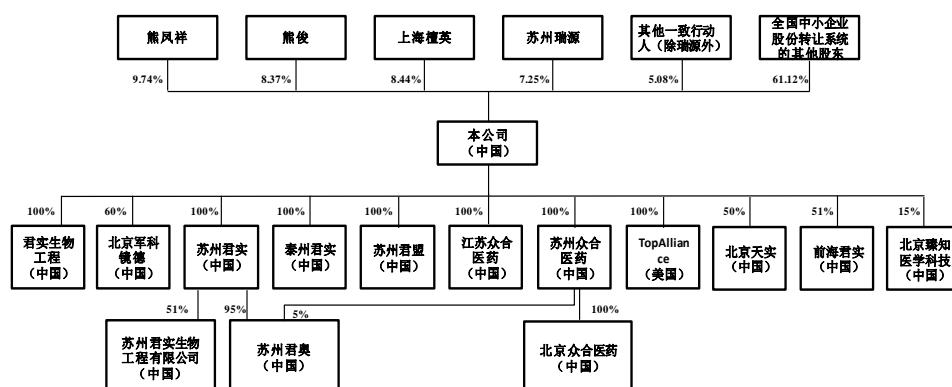 熊凤祥
熊俊
上海檀英
苏州瑞源
其他一致行动
人（除瑞源外）
全国中小企业
股份转让系统
的其他股东
9.74%
8.37%
8.44%
7.25%
5.08%
61.12%
本公司
（中国）
100%
60%
100%
100%
100%
100%
100%
100%
50%
51%
15%
君实生物
工程
（中国）
北京军科
镜德
（中国）
苏州君实
（中国）
泰州君实
（中国）
苏州君盟
（中国）
江苏众合
医药
（中国）
苏州众合
医药
（中国）
TopAllian
ce
（美国）
北京天实
（中国）
前海君实
（中国）
北京臻知
医学科技
（中国）
51%
95%
5%
100%
苏州君实生物
工程有限公司
（中国）
苏州君奥
（中国）
北京众合医药
（中国）